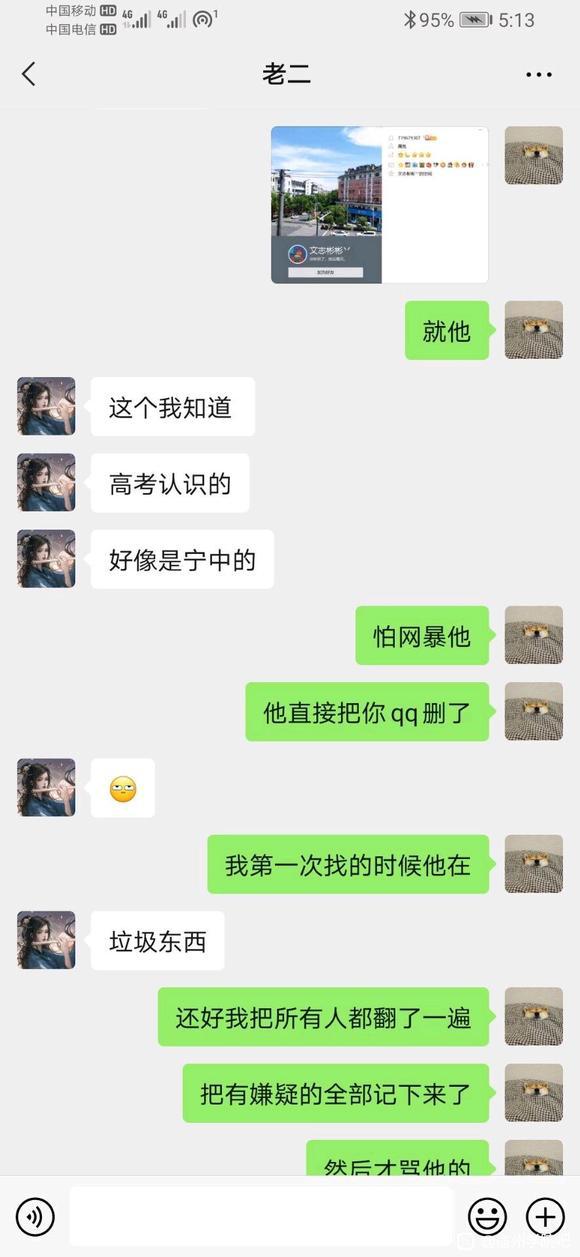 中国移动 HD
中国电信 HD
4G
4G
1
95%
5:13
老二
文志彬彬丫
就他
这个我知道
高考认识的
好像是宁中的
怕网暴他
他直接把你qq删了
我第一次找的时候他在
垃圾东西
还好我把所有人都翻了一遍
把有嫌疑的全部记下来了
然后才骂他的